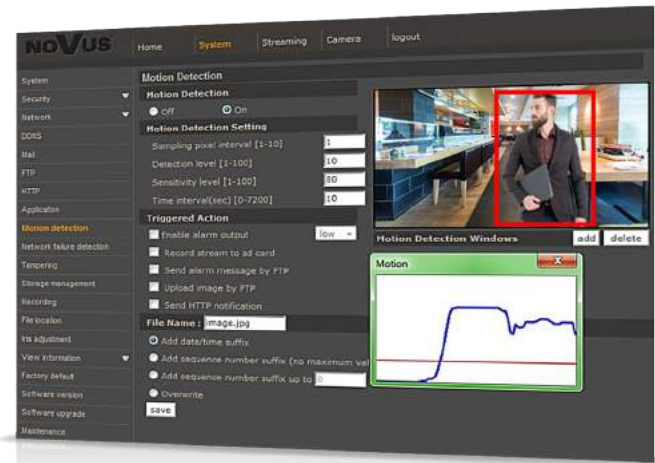 NOVUS
Home System Streaming Camera logout
System
Security
Network
DDNS
Mail
FTP
HTTP
Application
Motion detection
Network failure detection
Tampering
Storage management
Recording
File location
Iris adjustment
View information
Factory default
Software version
Software upgrade
Maintenance
Motion Detection
Motion Detection
Off On
Motion Detection Setting
Sampling pixel interval [1-10] 1
Detection level [1-100] 10
Sensitivity level [1-100] 80
Time interval(sec) [0-7200] 10
Triggered Action
Enable alarm output low
Record stream to sd card
Send alarm message by FTP
Upload image by FTP
Send HTTP notification
File Name : image.jpg
Add date/time suffix
Add sequence number suffix (no maximum val
Add sequence number suffix up to 0
Overwrite
save
Motion Detection Windows add delete
Motion
X